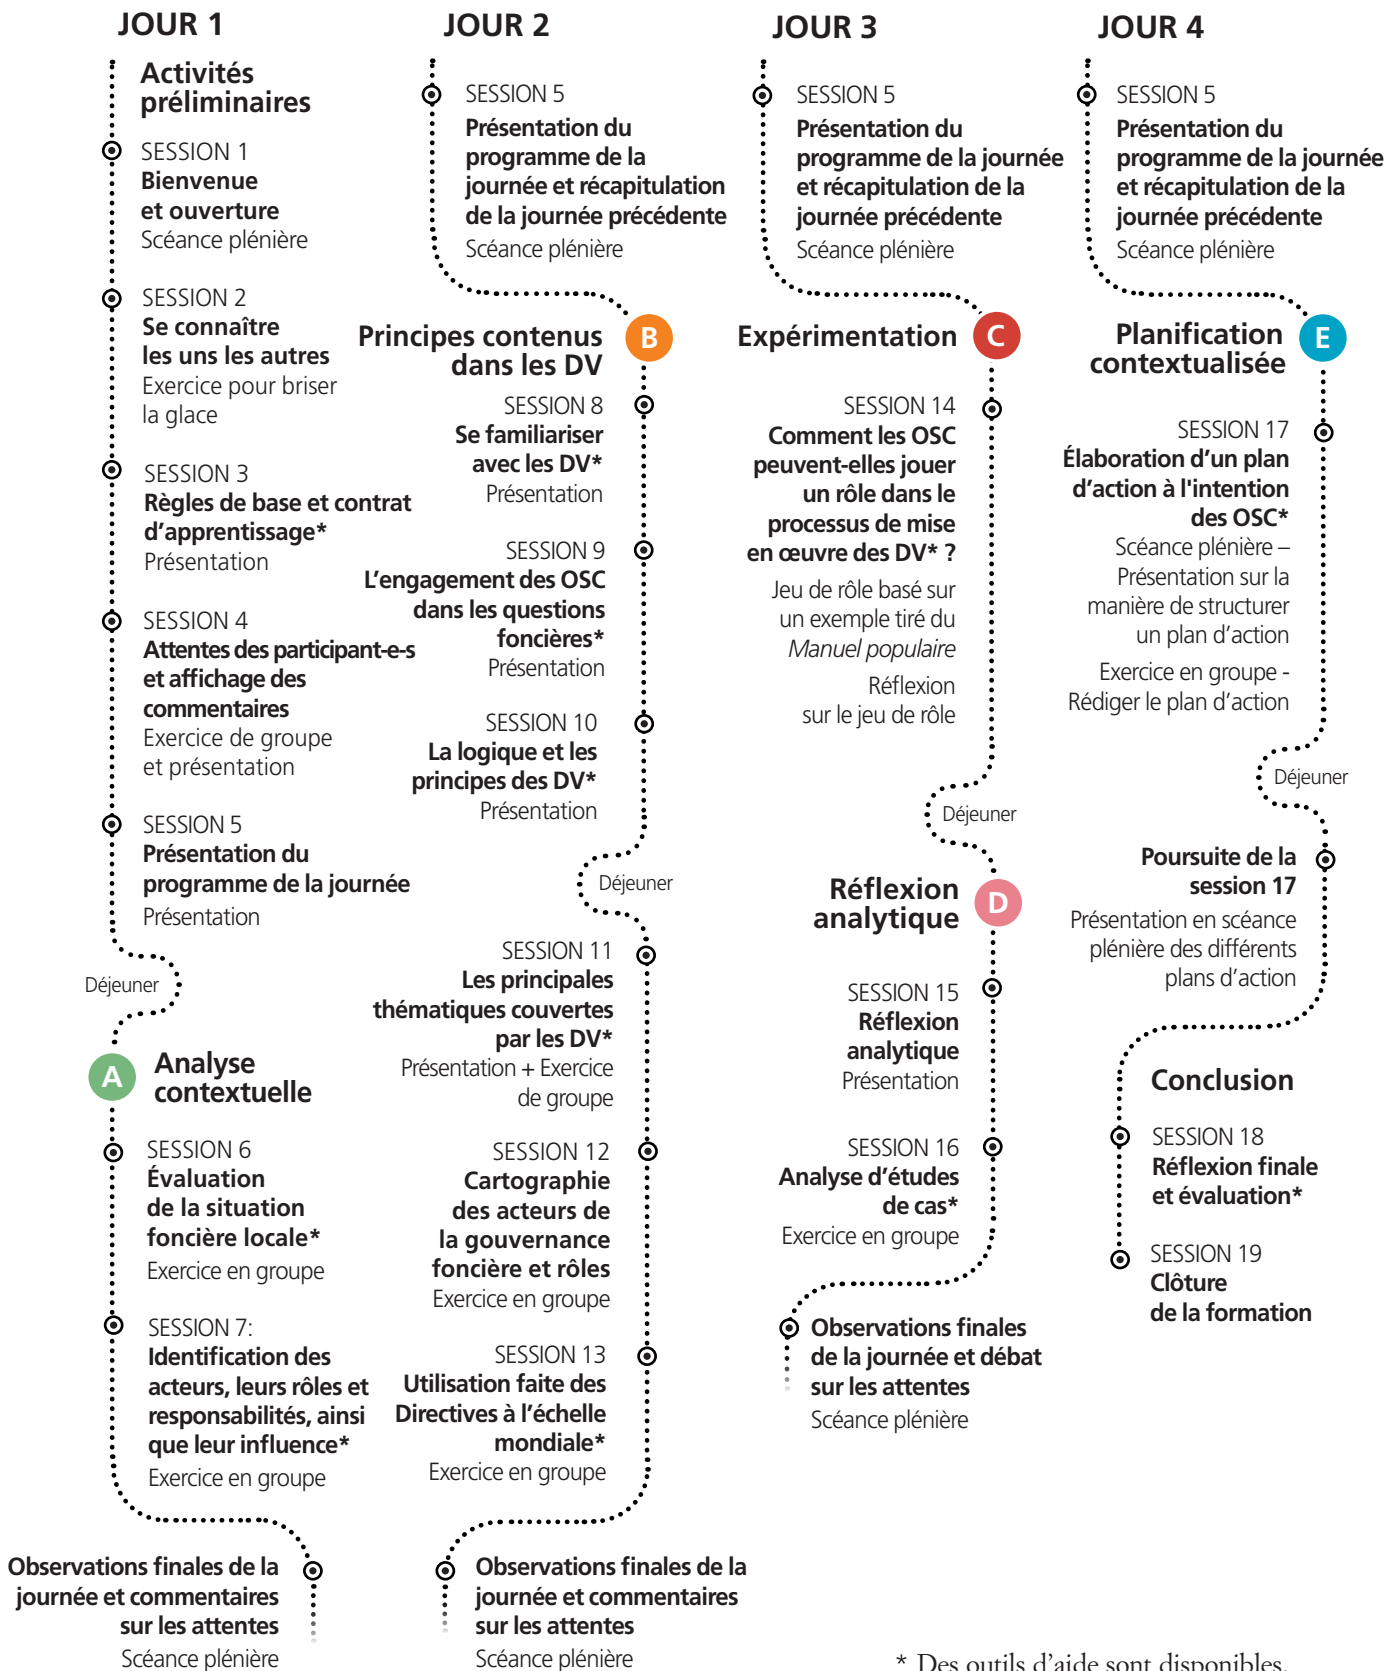 JOUR 1
Activités
préliminaires
SESSION 1
Bienvenue
et ouverture
Scéance plénière
SESSION 2
Se connaître
les uns les autres
Exercice pour briser
la glace
SESSION 3
Règles de base et contrat
d’apprentissage*
Présentation
SESSION 4
Attentes des participant-e-s
et affichage des
commentaires
Exercice de groupe
et présentation
SESSION 5
Présentation du
programme de la journée
Présentation
Déjeuner
A
Analyse
contextuelle
SESSION 6
Évaluation
de la situation
foncière locale*
Exercice en groupe
SESSION 7:
Identification des
acteurs, leurs rôles et
responsabilités, ainsi
que leur influence*
Exercice en groupe
Observations finales de la
journée et commentaires
sur les attentes
Scéance plénière
JOUR 2
SESSION 5
Présentation du
programme de la
journée et récapitulation
de la journée précédente
Scéance plénière
Principes contenus
dans les DV
B
SESSION 8
Se familiariser
avec les DV*
Présentation
SESSION 9
L’engagement des OSC
dans les questions
foncières*
Présentation
SESSION 10
La logique et les
principes des DV*
Présentation
Déjeuner
SESSION 11
Les principales
thématiques couvertes
par les DV*
Présentation + Exercice
de groupe
SESSION 12
Cartographie
des acteurs de
la gouvernance
foncière et rôles
Exercice en groupe
SESSION 13
Utilisation faite des
Directives à l’échelle
mondiale*
Exercice en groupe
Observations finales de la
journée et commentaires
sur les attentes
Scéance plénière
JOUR 3
SESSION 5
Présentation du
programme de la journée
et récapitulation de la
journée précédente
Scéance plénière
Expérimentation
C
SESSION 14
Comment les OSC
peuvent-elles jouer
un rôle dans le
processus de mise
en œuvre des DV* ?
Jeu de rôle basé sur
un exemple tiré du
Manuel populaire
Réflexion
sur le jeu de rôle
Déjeuner
Réflexion
analytique
D
SESSION 15
Réflexion
analytique
Présentation
SESSION 16
Analyse d’études
de cas*
Exercice en groupe
Observations finales
de la journée et débat
sur les attentes
Scéance plénière
JOUR 4
SESSION 5
Présentation du
programme de la journée
et récapitulation de la
journée précédente
Scéance plénière
Planification
contextualisée
E
SESSION 17
Élaboration d’un plan
d’action à l'intention
des OSC*
Scéance plénière –
Présentation sur la
manière de structurer
un plan d’action
Exercice en groupe -
Rédiger le plan d’action
Déjeuner
Poursuite de la
session 17
Présentation en scéance
plénière des différents
plans d’action
Conclusion
SESSION 18
Réflexion finale
et évaluation*
SESSION 19
Clôture
de la formation
* Des outils d’aide sont disponibles.